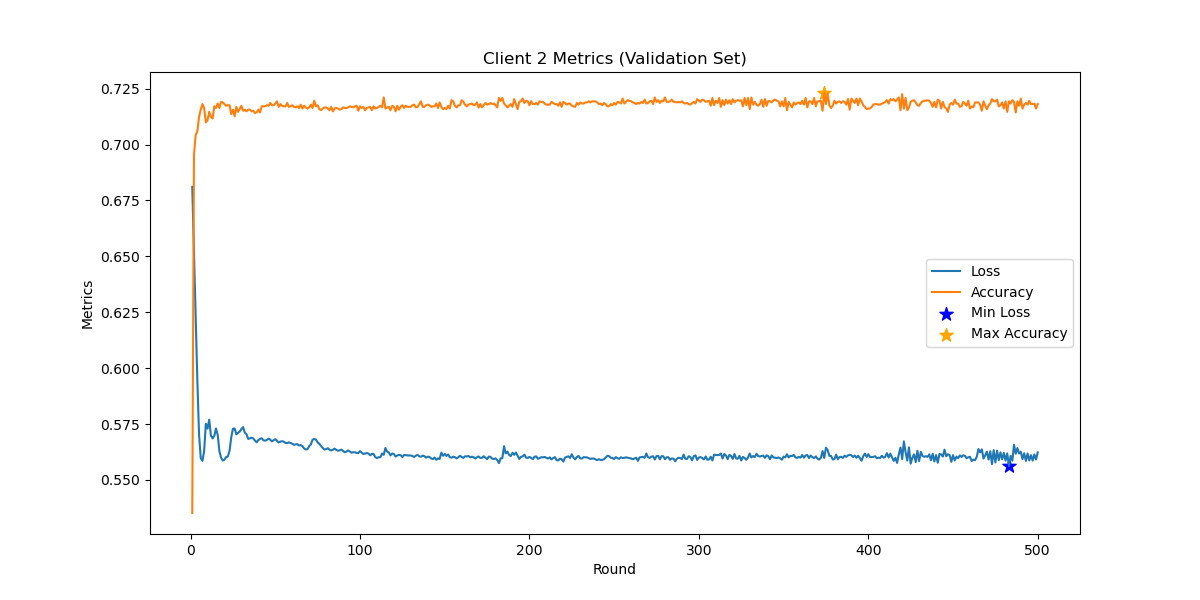 Client 2 Metrics (Validation Set)
0.725
0.700
0.675
0.650
0.625
0.600
0.575
0.550
Metrics
Loss
Accuracy
Min Loss
Max Accuracy
0
100
200
300
400
500
Round